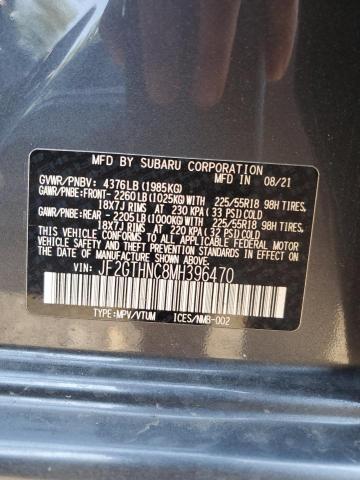 MFD. BY SUBARU CORPORATION
GVWR/PNBV: 4376LB (1985KG) MFD IN 08/21
GAWR/PNBE:FRONT- 2260LB (1025KG) WITH 225/55R18 98H TIRES,
18X7J RIMS AT 230 KPA (33 PSI) COLD
GAWR/PNBE:REAR - 2205LB (1000KG) WITH 225/55R18 98H TIRES,
18X7J RIMS AT 220 KPA (32 PSI) COLD
THIS VEHICLE CONFORMS TO ALL APPLICABLE FEDERAL MOTOR
VEHICLE SAFETY STANDARDS IN EFFECT
ON THE DATE OF MANUFACTURE SHOWN ABOVE.
VIN: JF2GTHNC8MH396470
TYPE:MPV/VTUM ICES/NMB-002